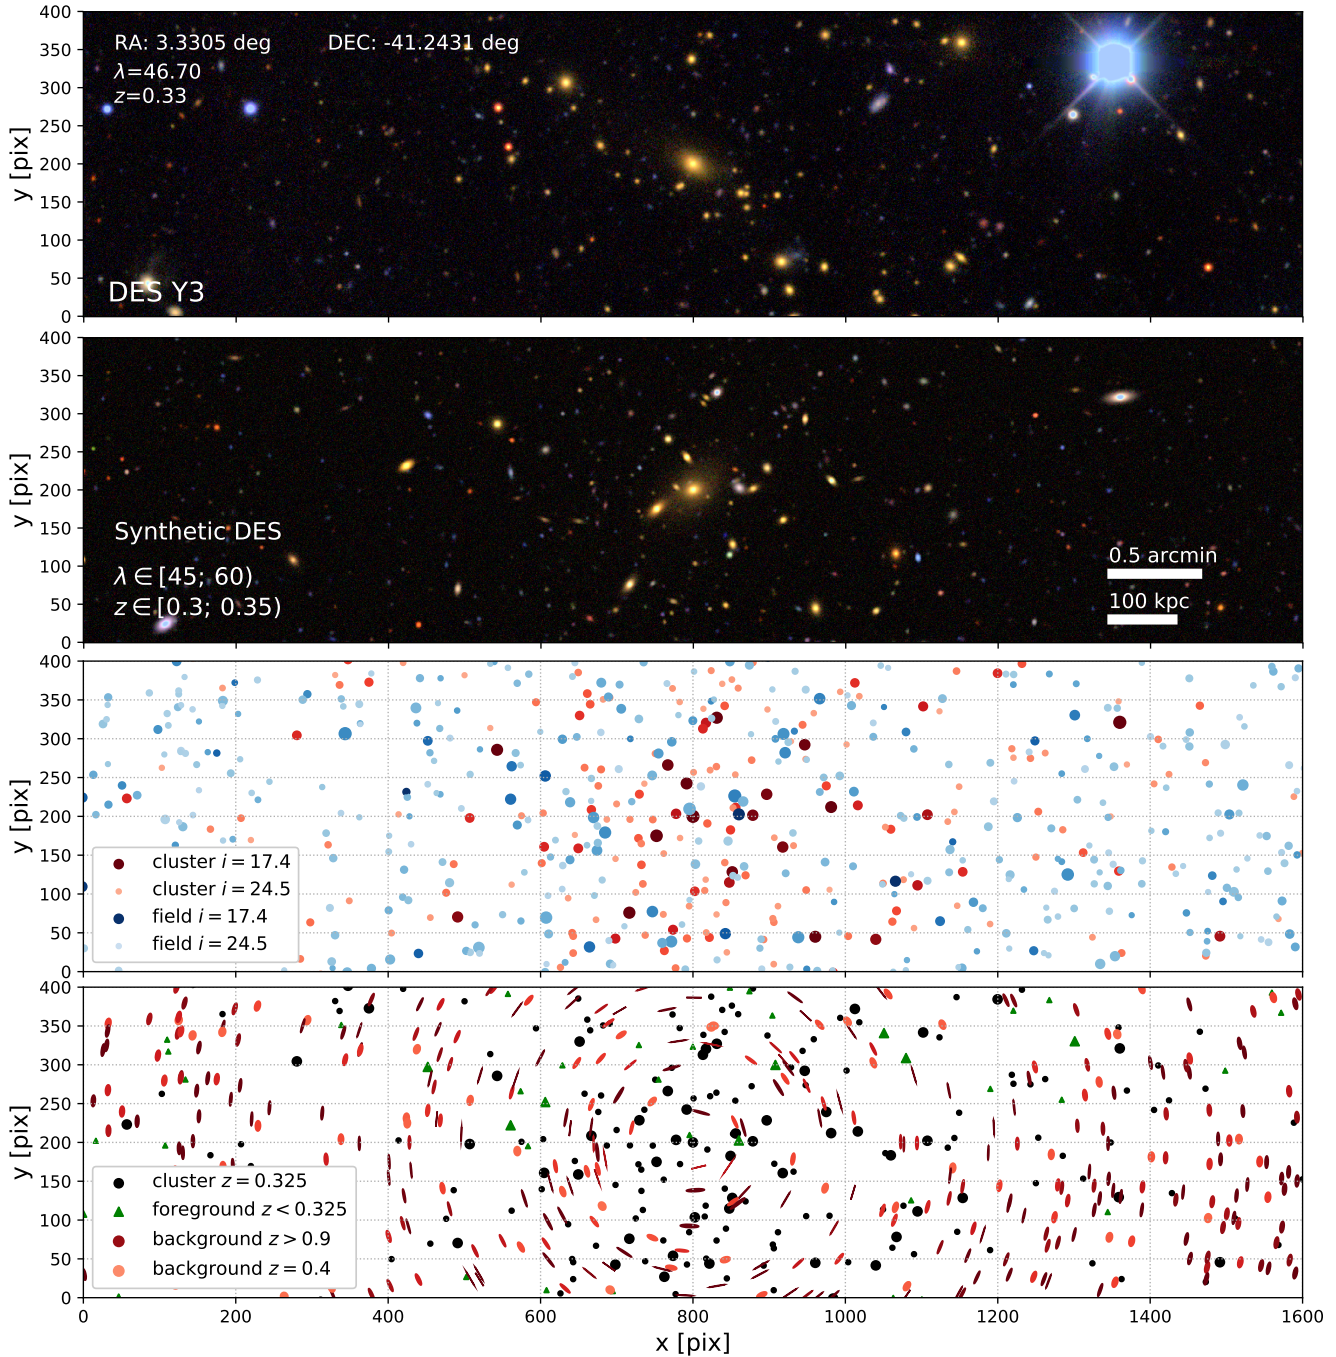 400
350
300
250
200
150
100
50
0
y [pix]
RA: 3.3305 deg DEC: -41.2431 deg
λ=46.70
z=0.33
DES Y3
400
350
300
250
200
150
100
50
0
y [pix]
Synthetic DES
λ ∈ [45; 60)
z ∈ [0.3; 0.35)
0.5 arcmin
100 kpc
400
350
300
250
200
150
100
50
0
y [pix]
cluster i = 17.4
cluster i = 24.5
field i = 17.4
field i = 24.5
400
350
300
250
200
150
100
50
0
y [pix]
cluster z = 0.325
foreground z < 0.325
background z > 0.9
background z = 0.4
0 200 400 600 800 1000 1200 1400 1600
x [pix]